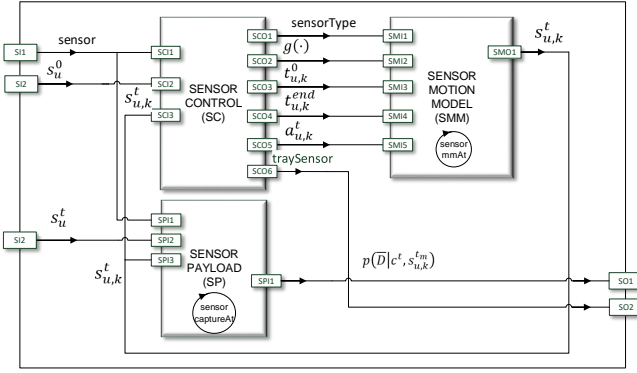 sensor
SI1
s_u^0
SI2
s_{u,k}^t
SCI1
SCI2
SCI3
SENSOR
CONTROL
(SC)
SCO1
SCO2
SCO3
SCO4
SCO5
SCO6
sensorType
g(·)
t_{u,k}^0
t_{u,k}^{end}
a_{u,k}^t
traySensor
SMI1
SMI2
SMI3
SMI4
SMI5
SENSOR
MOTION
MODEL
(SMM)
sensor
mmAt
SMO1
s_{u,k}^t
s_u^t
SI2
s_{u,k}^t
SPI1
SPI2
SPI3
SENSOR
PAYLOAD
(SP)
sensor
captureAt
SPI1
p(D̅|c^t, s_{u,k}^{t_m})
SO1
SO2